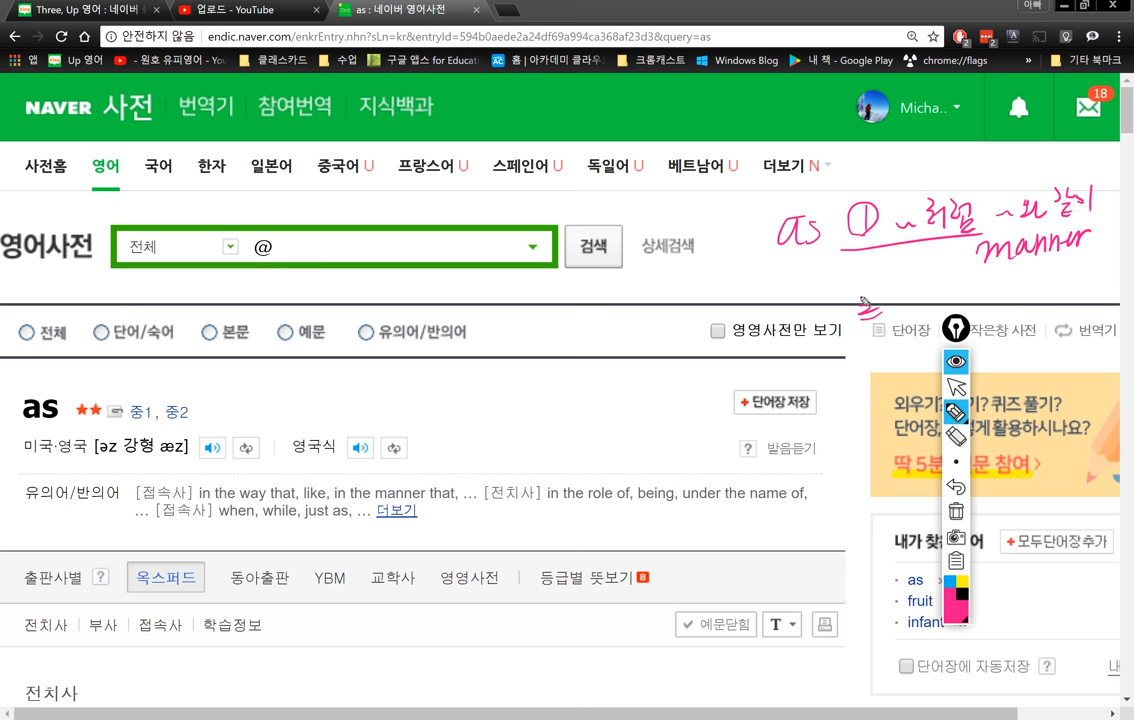 Three, Up 영어 : 네이버
업로드 - YouTube
as : 네이버 영어사전
아빠
안전하지 않음
endic.naver.com/enkrEntry.nhn?sLn=kr&entryId=594b0aede2a24df69a994ca368af23d3&query=as
앱 Up 영어 - 원호 유피영어 - You 클래스카드 수업 구글 앱 for Educat 홈 | 아카데미 클라우 크롬캐스트 Windows Blog 내 책 - Google Play chrome://flags » 기타 북마크
NAVER 사전 번역기 참여번역 지식백과 Micha.. 18
사전홈 영어 국어 한자 일본어 중국어 U 프랑스어 U 스페인어 U 독일어 U 베트남어 U 더보기 N
as ① ~처럼 ~와 같이
manner
영어사전 전체 @ 검색 상세검색
2
전체 단어/숙어 본문 예문 유의어/반의어 영영사전만 보기 단어장 작은창 사전 번역기
as ★★ 중1, 중2 + 단어장 저장
미국·영국 [əz 강형 æz] 영국식 ? 발음듣기
유의어/반의어 [접속사] in the way that, like, in the manner that, … [전치사] in the role of, being, under the name of,
… [접속사] when, while, just as, … 더보기
외우기 기? 퀴즈 풀기?
단어장, 게 활용하시나요?
딱 5분 문 참여 >
출판사별 ? 옥스퍼드 동아출판 YBM 교학사 영영사전 등급별 뜻보기 B
내가 찾은 어 + 모두단어장추가
as
fruit
infant
전치사 부사 접속사 학습정보 예문닫힘 T
단어장에 자동저장 ?
전치사